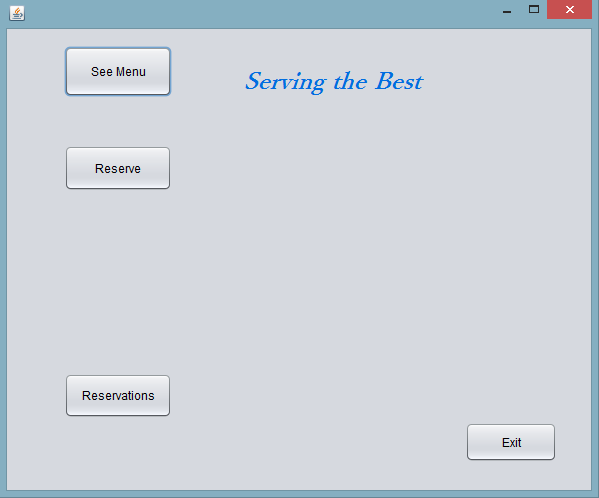 See Menu
Serving the Best
Reserve
Reservations
Exit